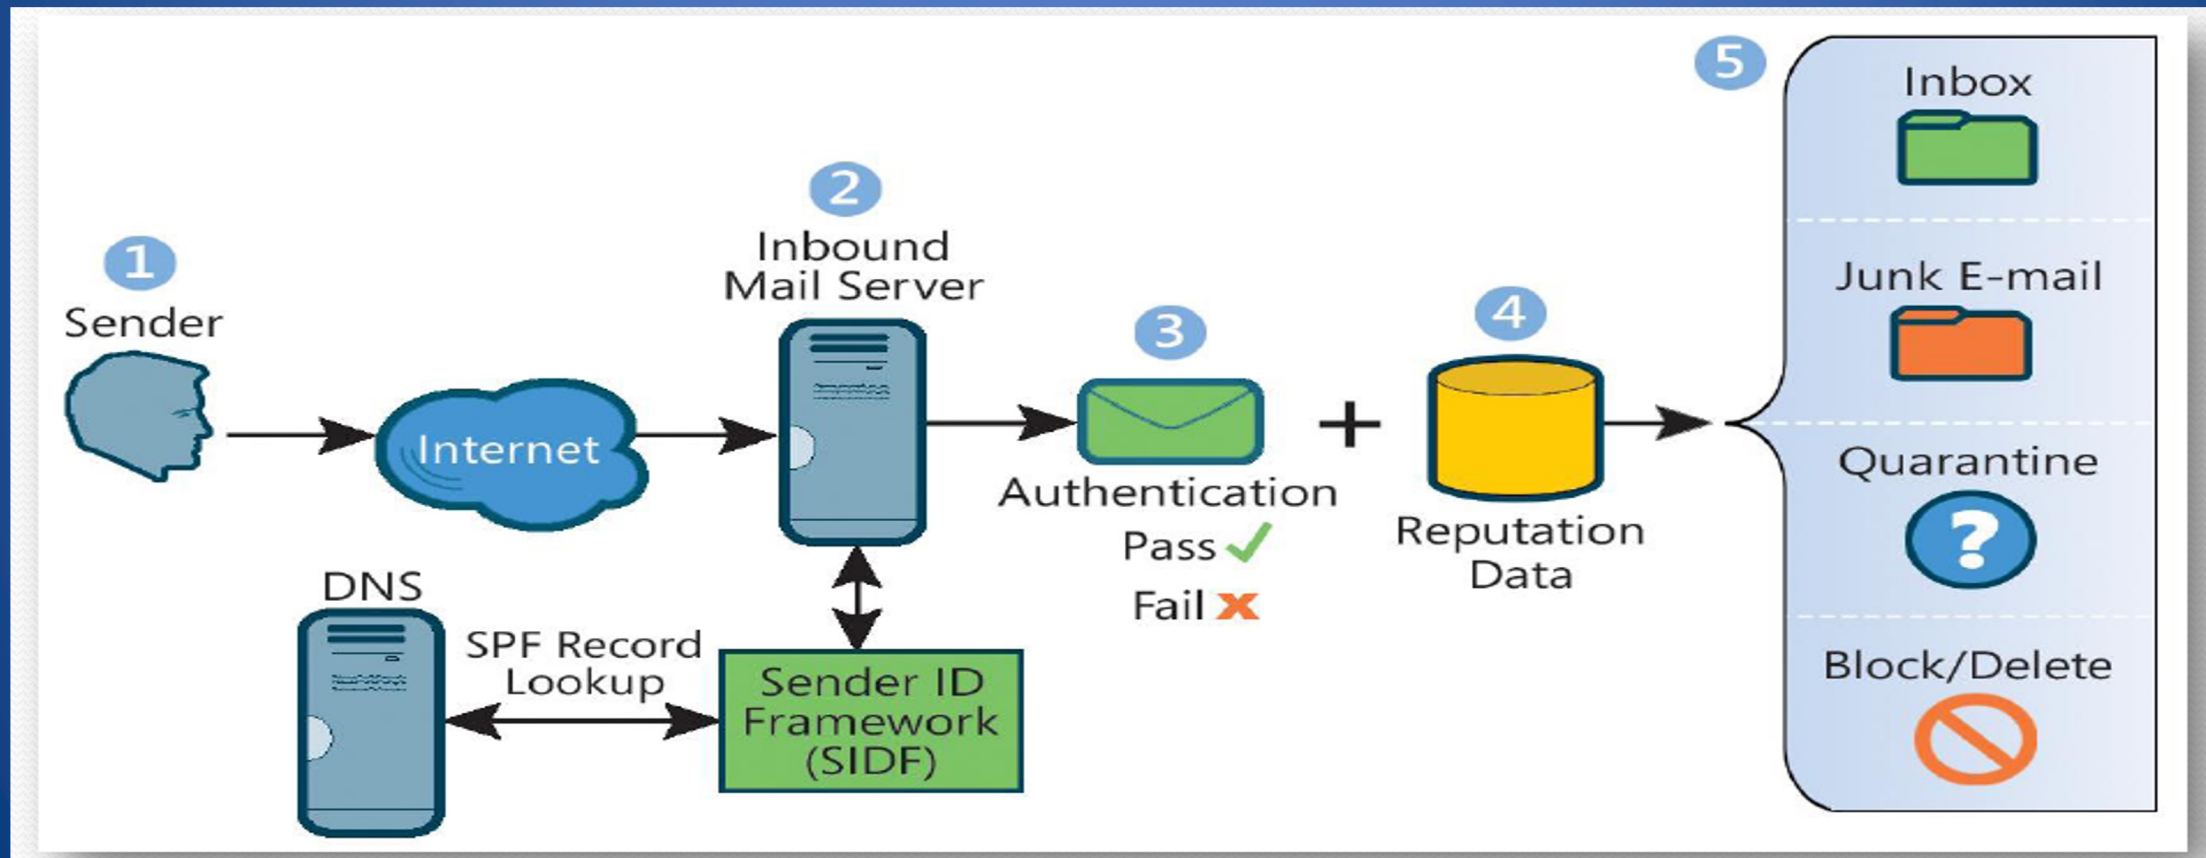 1
Sender
Internet
2
Inbound
Mail Server
DNS
SPF Record
Lookup
Sender ID
Framework
(SIDF)
3
Authentication
Pass
Fail
4
Reputation
Data
5
Inbox
Junk E-mail
Quarantine
?
Block/Delete